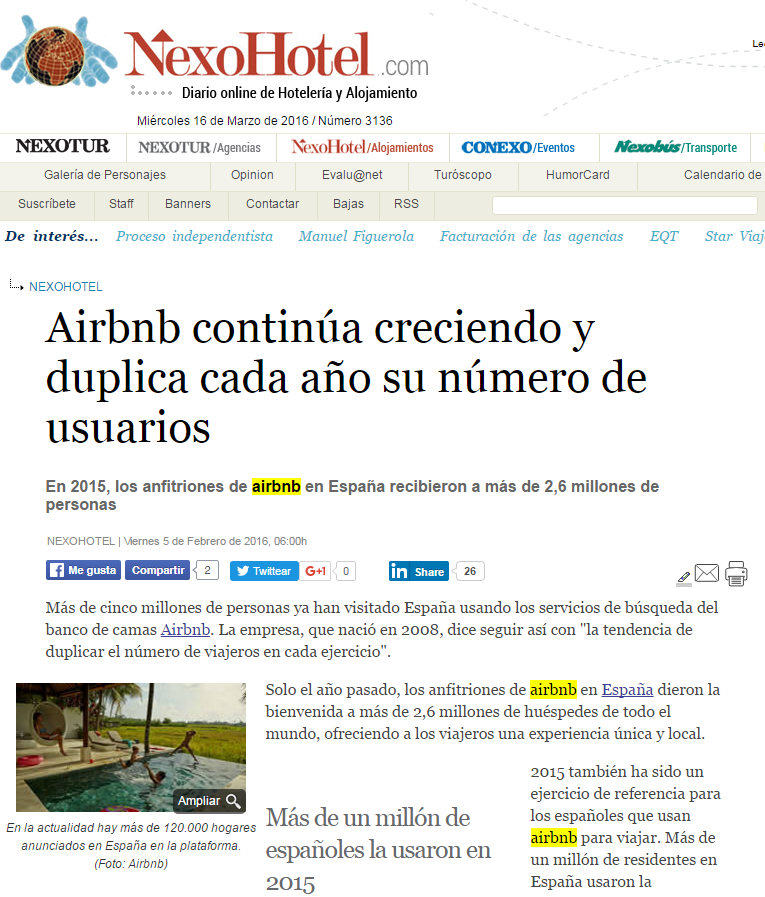 NexoHotel.com
Diario online de Hotelería y Alojamiento
Miércoles 16 de Marzo de 2016 / Número 3136
NEXOTUR NEXOTUR/Agencias NexoHotel/Alojamientos CONEXO/Eventos Nexobús/Transporte
Galería de Personajes Opinion Evalu@net Turóscopo HumorCard Calendario de
Suscríbete Staff Banners Contactar Bajas RSS
De interés... Proceso independentista Manuel Figuerola Facturación de las agencias EQT Star
NEXOHOTEL
Airbnb continúa creciendo y
duplica cada año su número de
usuarios
En 2015, los anfitriones de airbnb en España recibieron a más de 2,6 millones de
personas
NEXOHOTEL | Viernes 5 de Febrero de 2016, 06:00h
Me gusta Compartir 2 Twittear G+1 0 in Share 26
Más de cinco millones de personas ya han visitado España usando los servicios de búsqueda del
banco de camas Airbnb. La empresa, que nació en 2008, dice seguir así con "la tendencia de
duplicar el número de viajeros en cada ejercicio".
Ampliar
En la actualidad hay más de 120.000 hogares
anunciados en España en la plataforma.
(Foto: Airbnb)
Solo el año pasado, los anfitriones de airbnb en España dieron la
bienvenida a más de 2,6 millones de huéspedes de todo el
mundo, ofreciendo a los viajeros una experiencia única y local.
Más de un millón de
españoles la usaron en
2015
2015 también ha sido un
ejercicio de referencia para
los españoles que usan
airbnb para viajar. Más de
un millón de residentes en
España usaron la